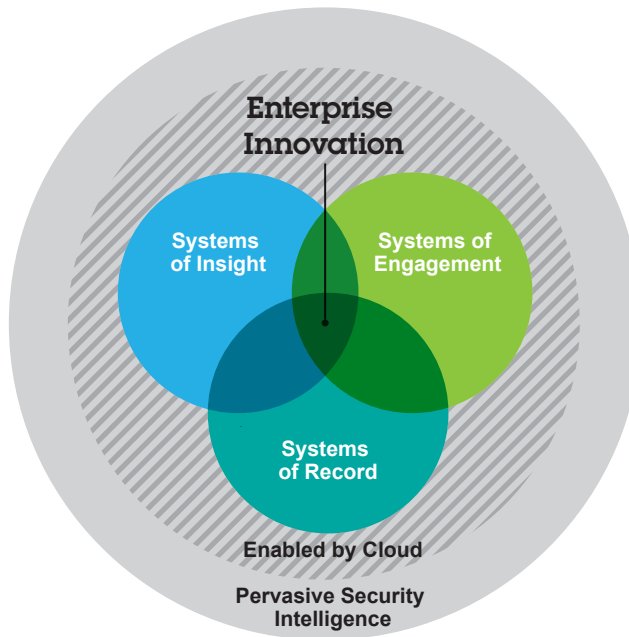 Enterprise
Innovation
Systems
of Insight
Systems of
Engagement
Systems
of Record
Enabled by Cloud
Pervasive Security
Intelligence